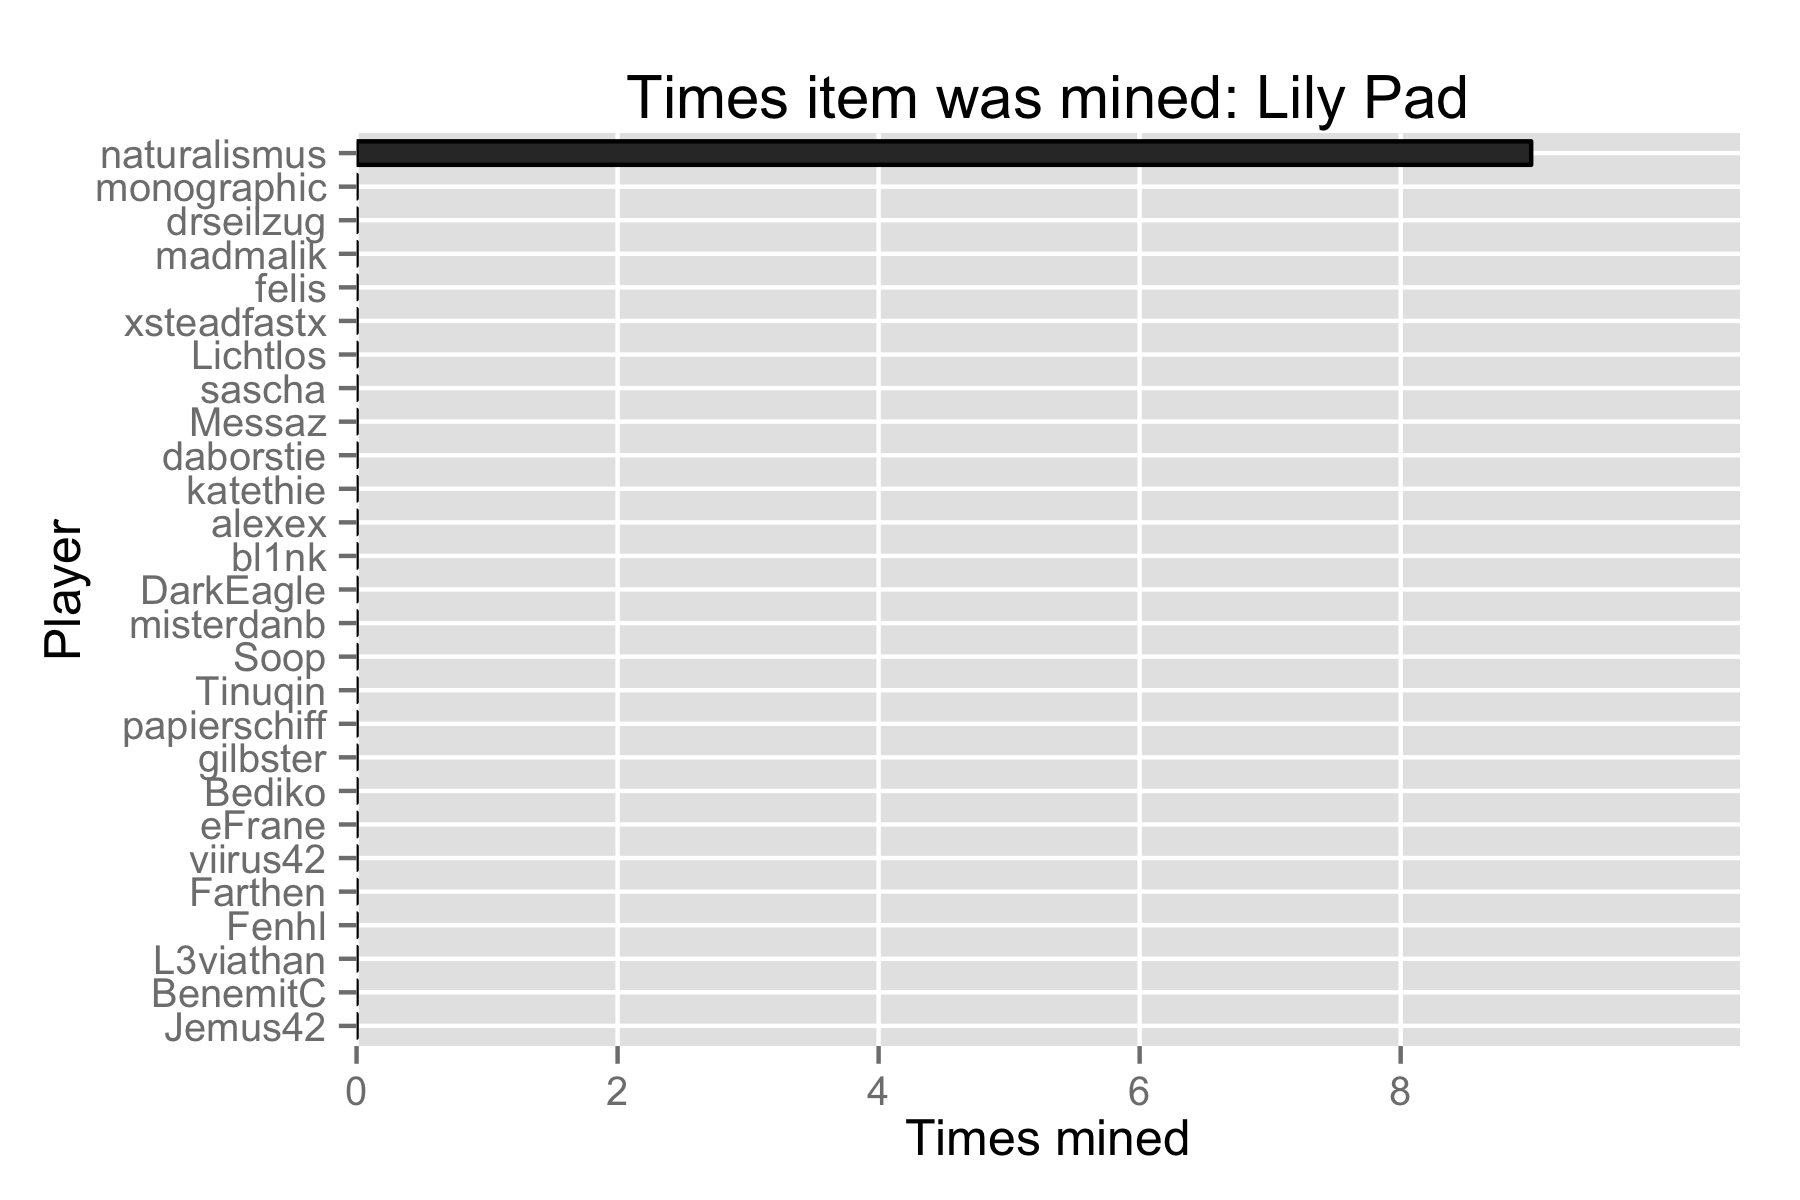 Times item was mined: Lily Pad
naturalismus
monographic
drseilzug
madmalik
felis
xsteadfastx
Lichtlos
sascha
Messaz
daborstie
katethie
alexex
bl1nk
DarkEagle
misterdanb
Soop
Tinuqin
papierschiff
gilbster
Bediko
eFrane
viirus42
Farthen
Fenhl
L3viathan
BenemitC
Jemus42
Player
0 2 4 6 8
Times mined